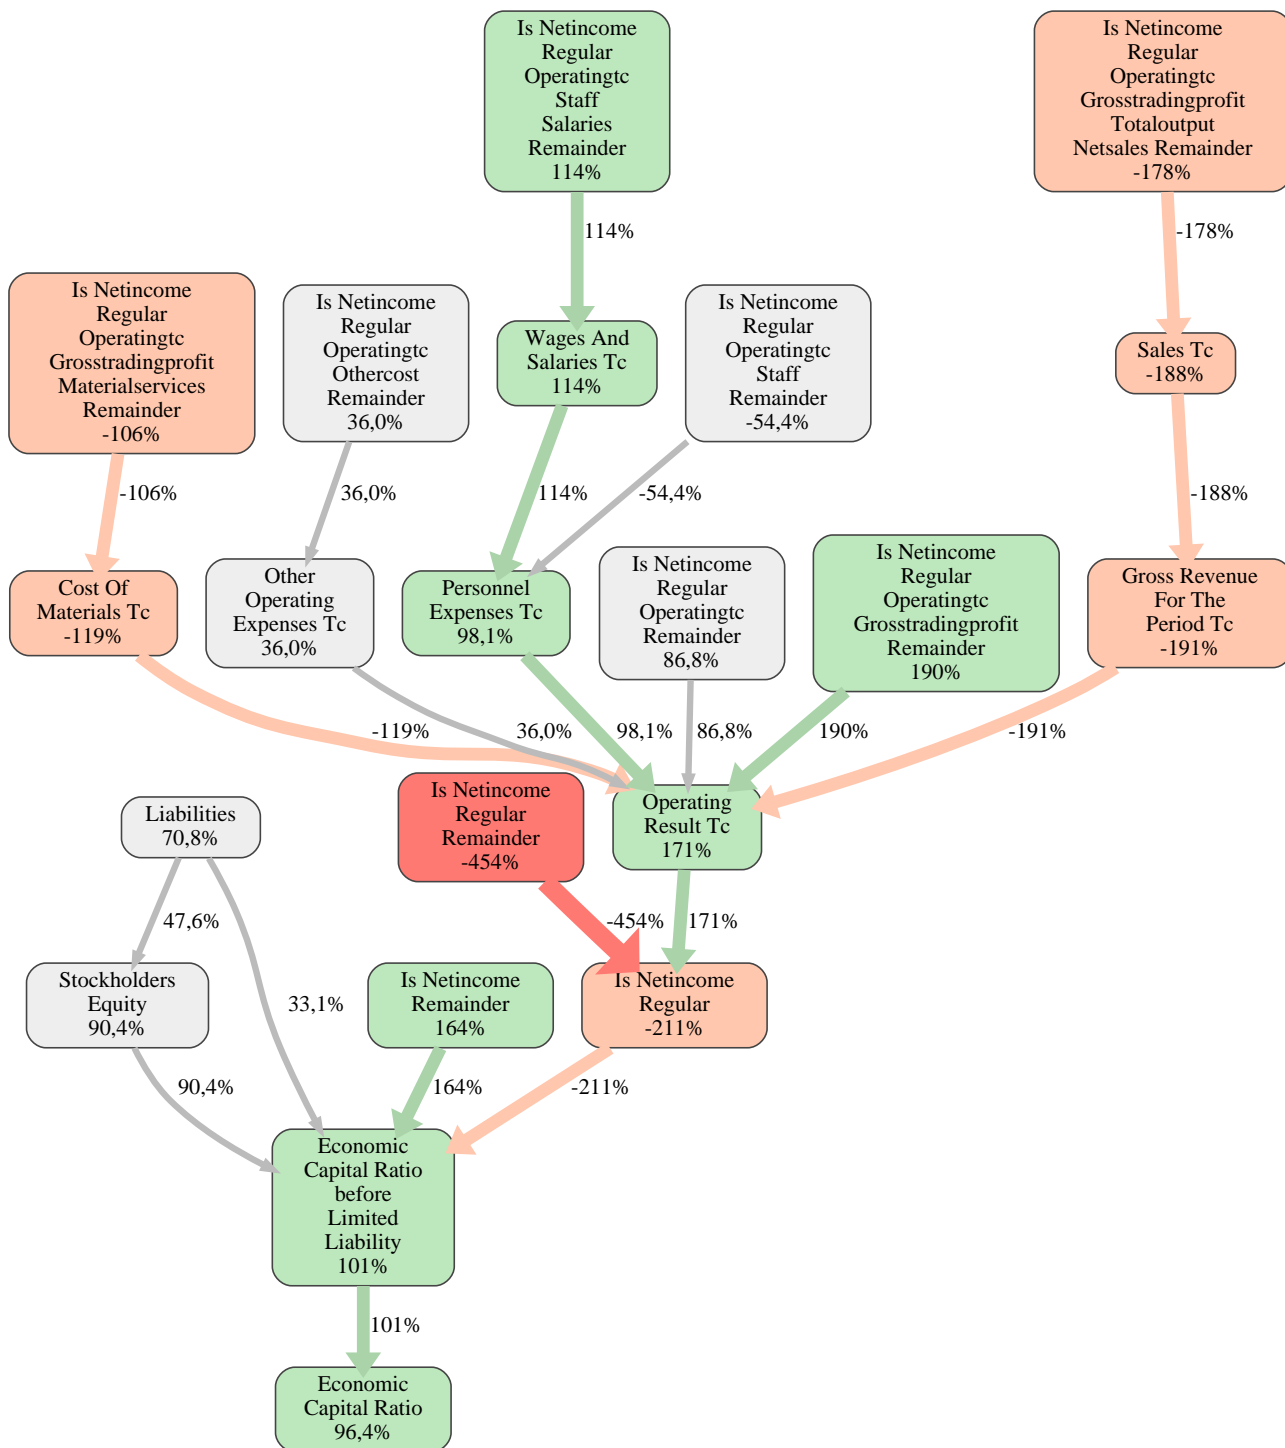 Is Netincome
Regular
Operatingtc
Staff
Salaries
Remainder
114%
Is Netincome
Regular
Operatingtc
Grosstradingprofit
Totaloutput
Netsales Remainder
-178%
114%
-178%
Is Netincome
Regular
Operatingtc
Grosstradingprofit
Materialservices
Remainder
-106%
Is Netincome
Regular
Operatingtc
Othercost
Remainder
36,0%
Wages And
Salaries Tc
114%
Is Netincome
Regular
Operatingtc
Staff
Remainder
-54,4%
Sales Tc
-188%
-106%
36,0%
114%
-54,4%
-188%
Cost Of
Materials Tc
-119%
Other
Operating
Expenses Tc
36,0%
Personnel
Expenses Tc
98,1%
Is Netincome
Regular
Operatingtc
Remainder
86,8%
Is Netincome
Regular
Operatingtc
Grosstradingprofit
Remainder
190%
Gross Revenue
For The
Period Tc
-191%
-119%
36,0%
98,1%
86,8%
190%
-191%
Liabilities
70,8%
Is Netincome
Regular
Remainder
-454%
Operating
Result Tc
171%
47,6%
33,1%
-454%
171%
Stockholders
Equity
90,4%
Is Netincome
Remainder
164%
Is Netincome
Regular
-211%
90,4%
164%
-211%
Economic
Capital Ratio
before
Limited
Liability
101%
101%
Economic
Capital Ratio
96,4%